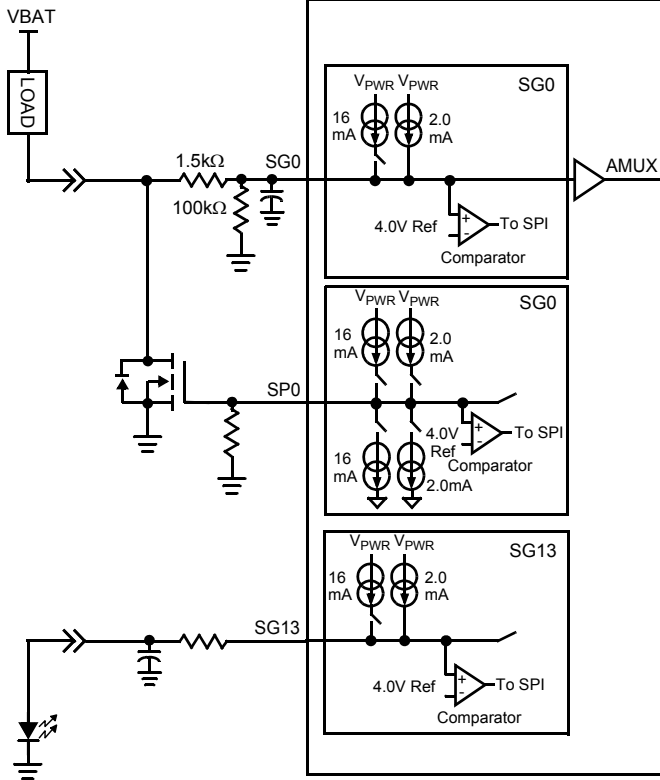 VBAT
LOAD
1.5kΩ
100kΩ
SG0
VPWR VPWR
SG0
16 mA
2.0 mA
4.0V Ref
+
-
To SPI
Comparator
AMUX
VPWR VPWR
SG0
16 mA
2.0 mA
SP0
16 mA
2.0mA
4.0V Ref
+
-
To SPI
Comparator
VPWR VPWR
SG13
16 mA
2.0 mA
SG13
4.0V Ref
+
-
To SPI
Comparator